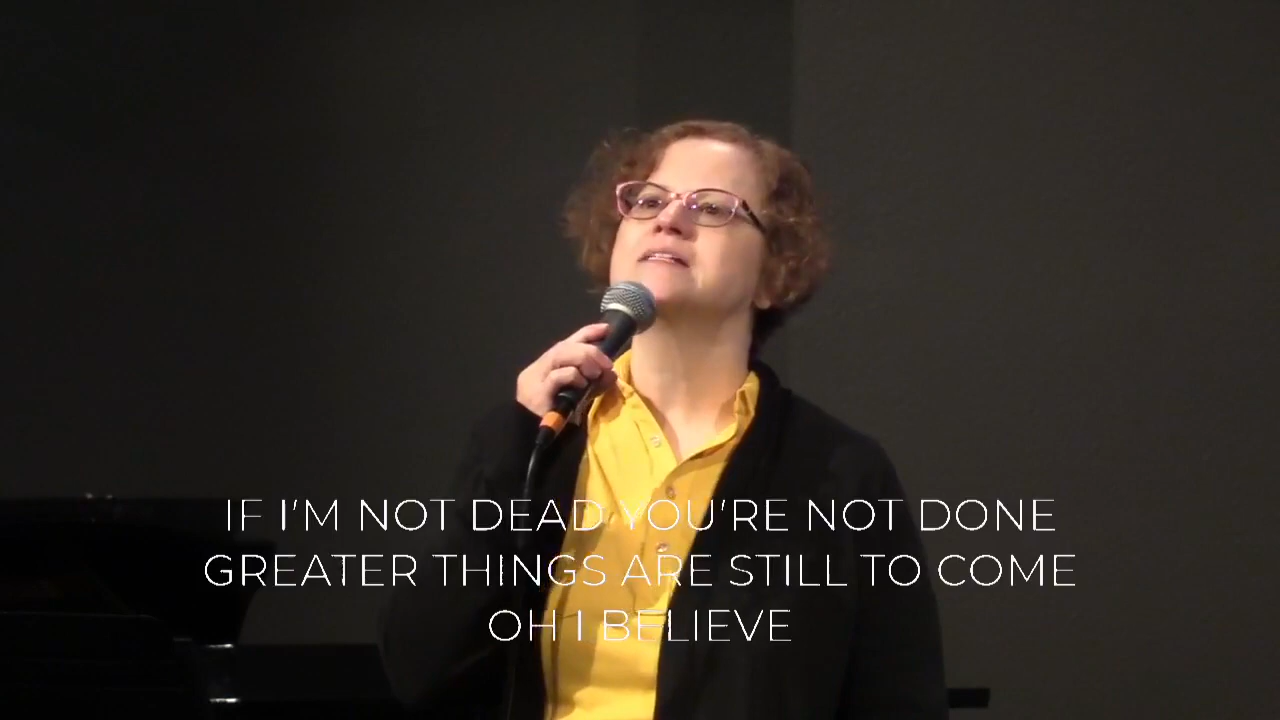 IF I'M NOT DEAD YOU'RE NOT DONE
GREATER THINGS ARE STILL TO COME
OH I BELIEVE